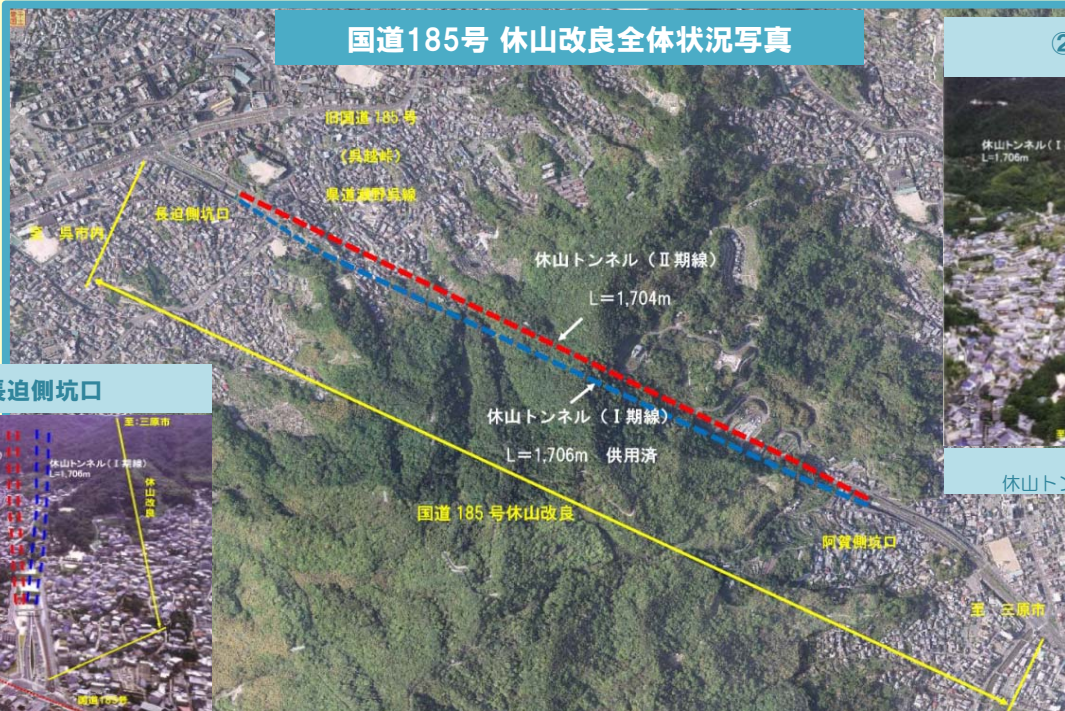 国道185号 休山改良全体状況写真
②
旧国道185号
(呉越峠)
県道瀬野呉線
長迫側坑口
至 呉市内
休山トンネル(Ⅱ期線)
L=1,704m
休山トンネル(Ⅰ期線)
L=1,706m 供用済
国道185号休山改良
阿賀側坑口
至 三原市
長迫側坑口
至:三原市
休山トンネル(Ⅰ期線)
L=1,706m
休山改良
国道185号
休山トンネル(Ⅰ
L=1,706m
休山トン